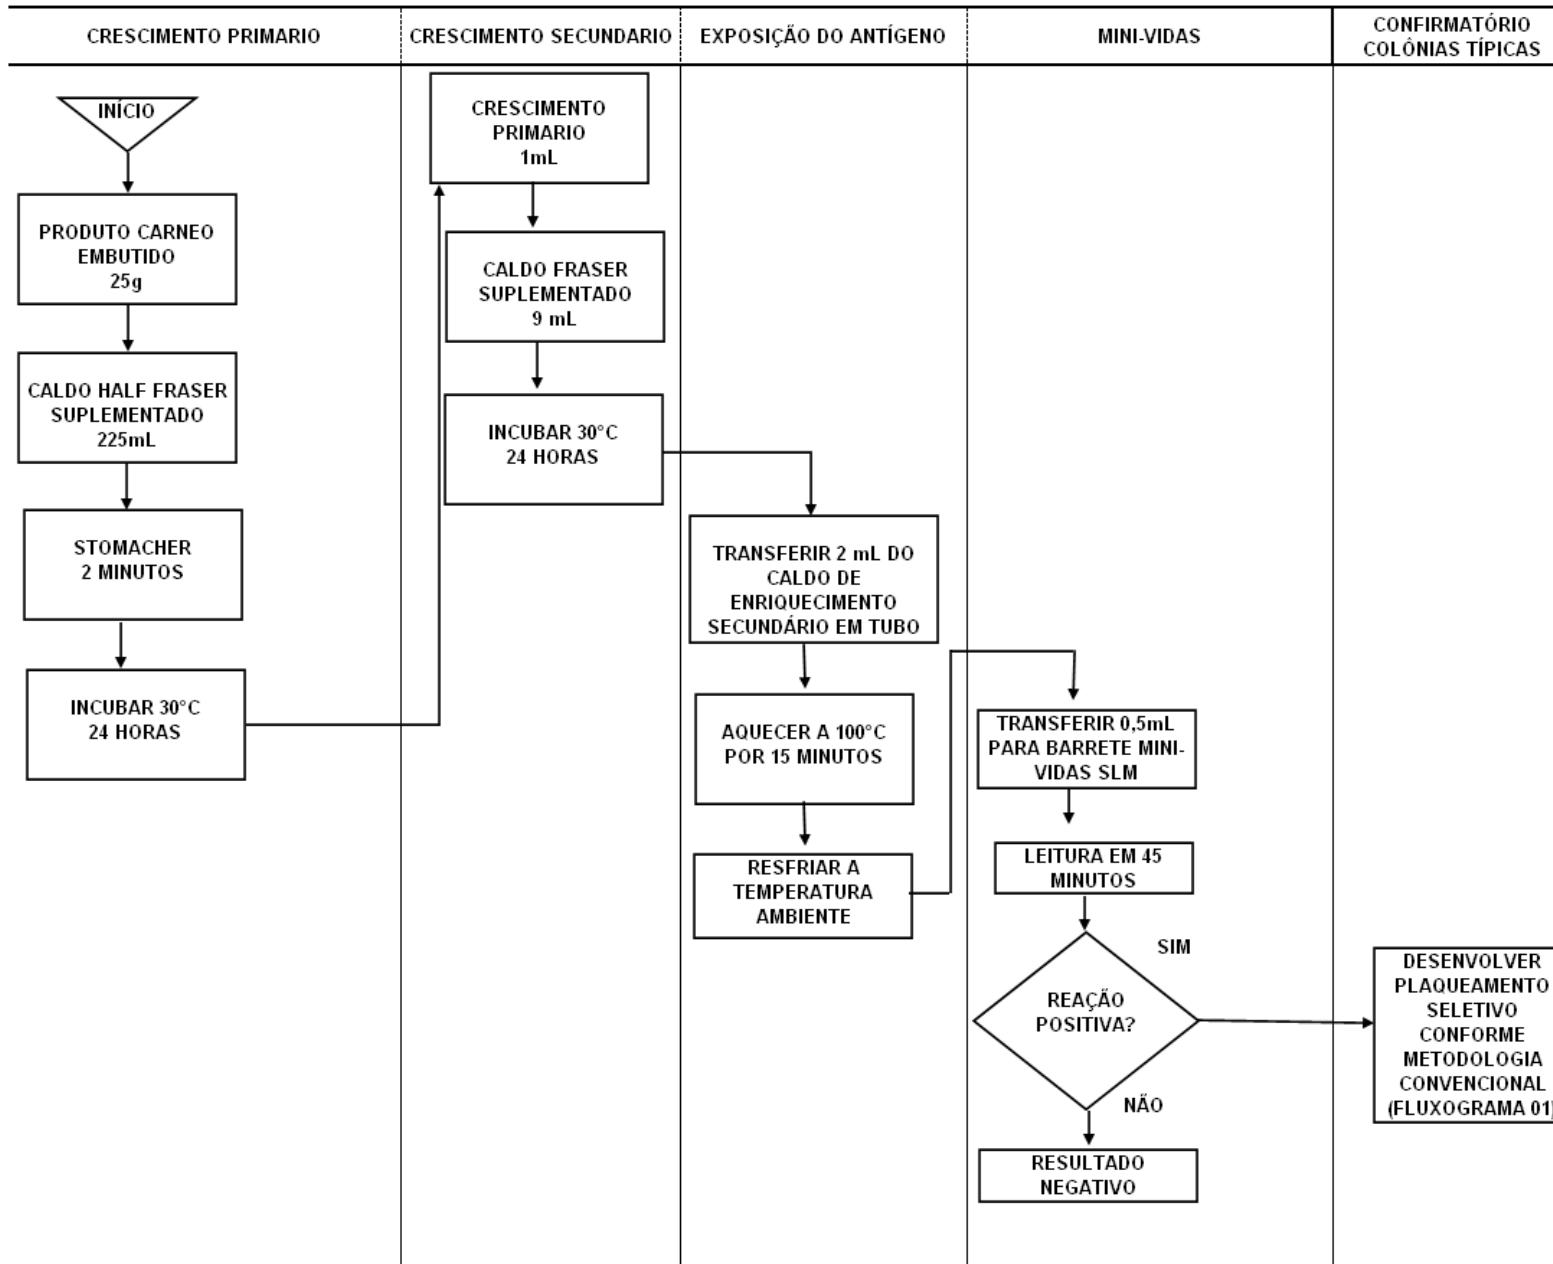 CRESCIMENTO PRIMARIO
CRESCIMENTO SECUNDARIO
EXPOSIÇÃO DO ANTÍGENO
MINI-VIDAS
CONFIRMATÓRIO
COLÔNIAS TÍPICAS
INÍCIO
PRODUTO CARNEO
EMBUTIDO
25g
CALDO HALF FRASER
SUPLEMENTADO
225mL
STOMACHER
2 MINUTOS
INCUBAR 30°C
24 HORAS
CRESCIMENTO
PRIMARIO
1mL
CALDO FRASER
SUPLEMENTADO
9 mL
INCUBAR 30°C
24 HORAS
TRANSFERIR 2 mL DO
CALDO DE
ENRIQUECIMENTO
SECUNDÁRIO EM TUBO
AQUECER A 100°C
POR 15 MINUTOS
RESFRIAR A
TEMPERATURA
AMBIENTE
TRANSFERIR 0,5mL
PARA BARRETE MINI-
VIDAS SLM
LEITURA EM 45
MINUTOS
REAÇÃO
POSITIVA?
SIM
NÃO
RESULTADO
NEGATIVO
DESENVOLVER
PLAQUEAMENTO
SELETIVO
CONFORME
METODOLOGIA
CONVENCIONAL
(FLUXOGRAMA 01)